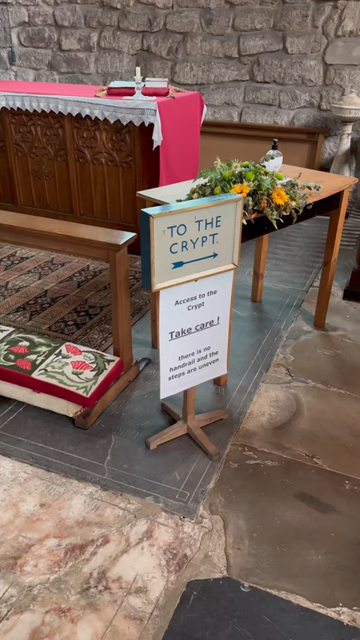 TO THE
CRYPT.
Access to the
Crypt
Take care !
there is no
handrail and the
steps are uneven